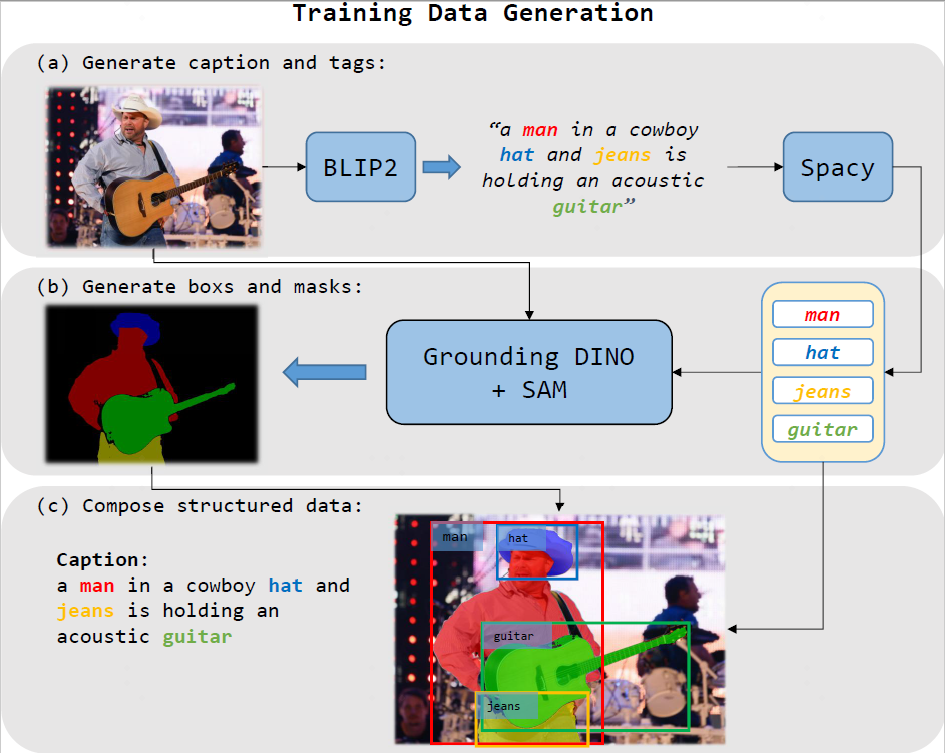 Training Data Generation
(a) Generate caption and tags:
BLIP2
“a man in a cowboy
hat and jeans is
holding an acoustic
guitar”
Spacy
(b) Generate boxs and masks:
Grounding DINO
+ SAM
man
hat
jeans
guitar
(c) Compose structured data:
Caption:
a man in a cowboy hat and
jeans is holding an
acoustic guitar
man
hat
guitar
jeans